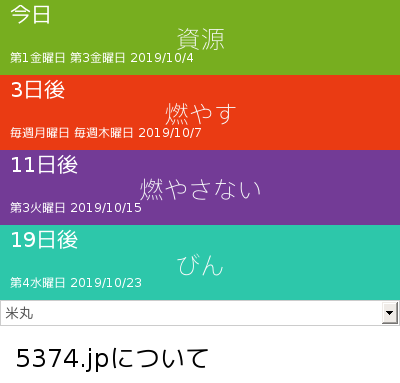 今日
資源
第1金曜日 第3金曜日 2019/10/4
3日後
燃やす
毎週月曜日 毎週木曜日 2019/10/7
11日後
燃やさない
第3火曜日 2019/10/15
19日後
びん
第4水曜日 2019/10/23
米丸
5374.jpについて